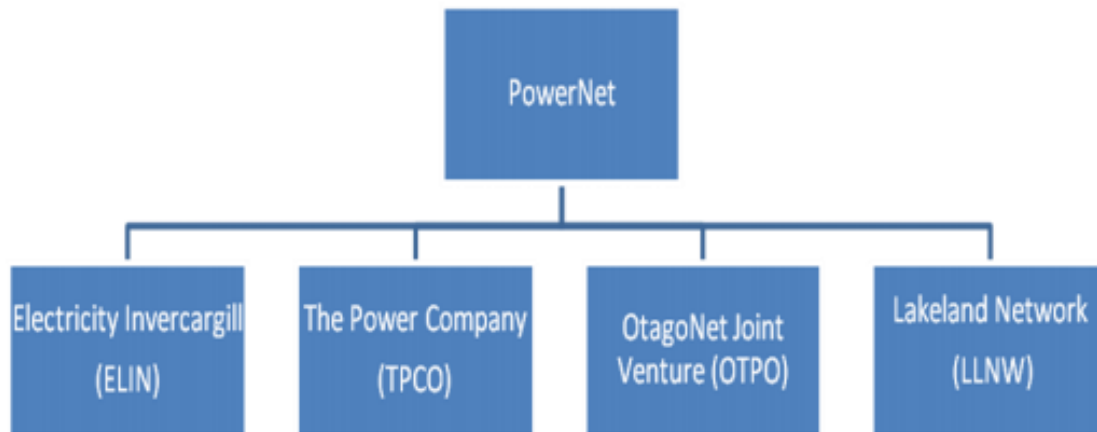 PowerNet
Electricity Invercargill
(ELIN)
The Power Company
(TPCO)
OtagoNet Joint
Venture (OTPO)
Lakeland Network
(LLNW)